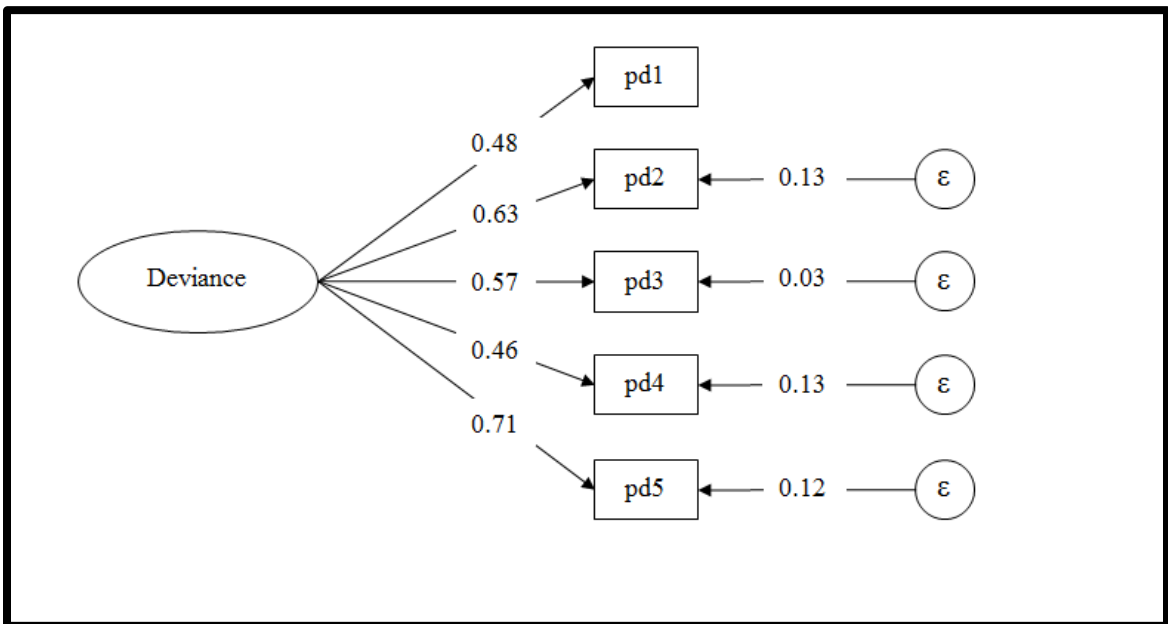 pd1
0.48
pd2
0.13
ε
0.63
Deviance
0.57
pd3
0.03
ε
0.46
pd4
0.13
ε
0.71
pd5
0.12
ε